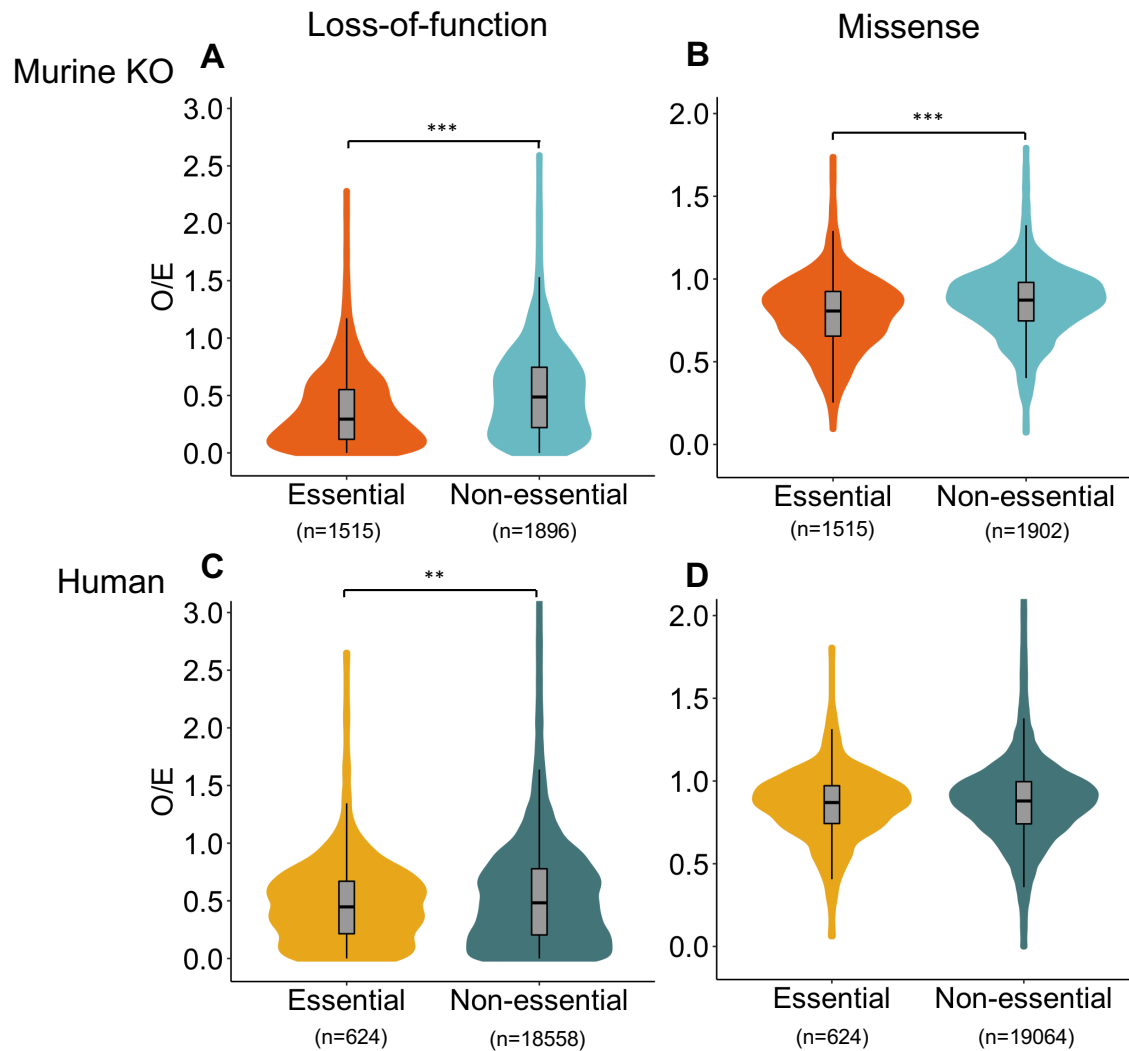 Loss-of-function
Missense
Murine KO
A
B
***
***
3.0
2.5
2.0
1.5
1.0
0.5
0.0
O/E
2.0
1.5
1.0
0.5
0.0
Essential
Non-essential
(n=1515)
(n=1896)
Essential
Non-essential
(n=1515)
(n=1902)
Human
C
D
**
3.0
2.5
2.0
1.5
1.0
0.5
0.0
O/E
2.0
1.5
1.0
0.5
0.0
Essential
Non-essential
(n=624)
(n=18558)
Essential
Non-essential
(n=624)
(n=19064)